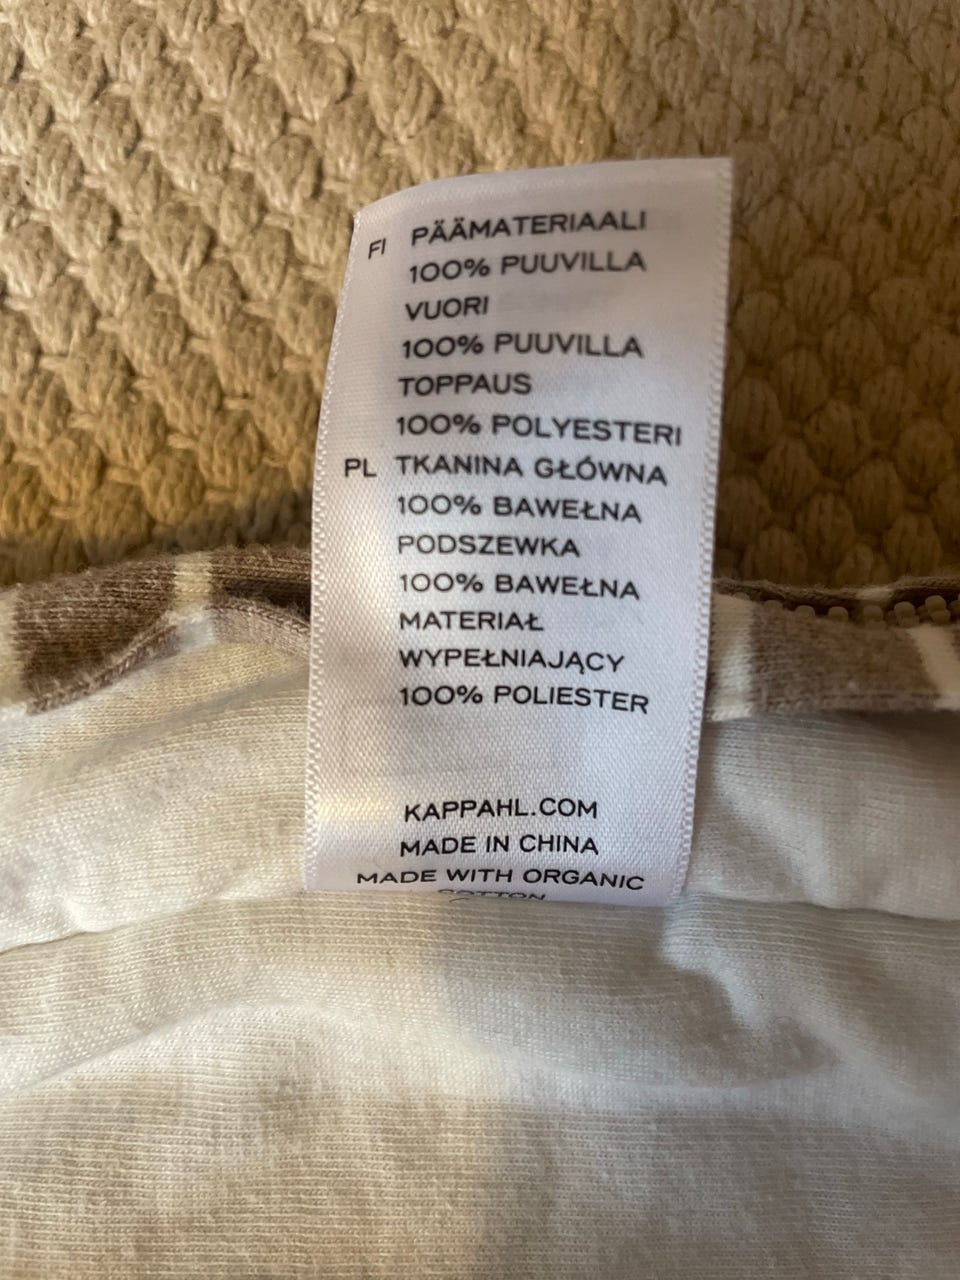 FI PÄÄMATERIAALI
100% PUUVILLA
VUORI
100% PUUVILLA
TOPPAUS
100% POLYESTERI
PL TKANINA GŁÓWNA
100% BAWEŁNA
PODSZEWKA
100% BAWEŁNA
MATERIAŁ
WYPEŁNIAJĄCY
100% POLIESTER
KAPPAHL.COM
MADE IN CHINA
MADE WITH ORGANIC
COTTON